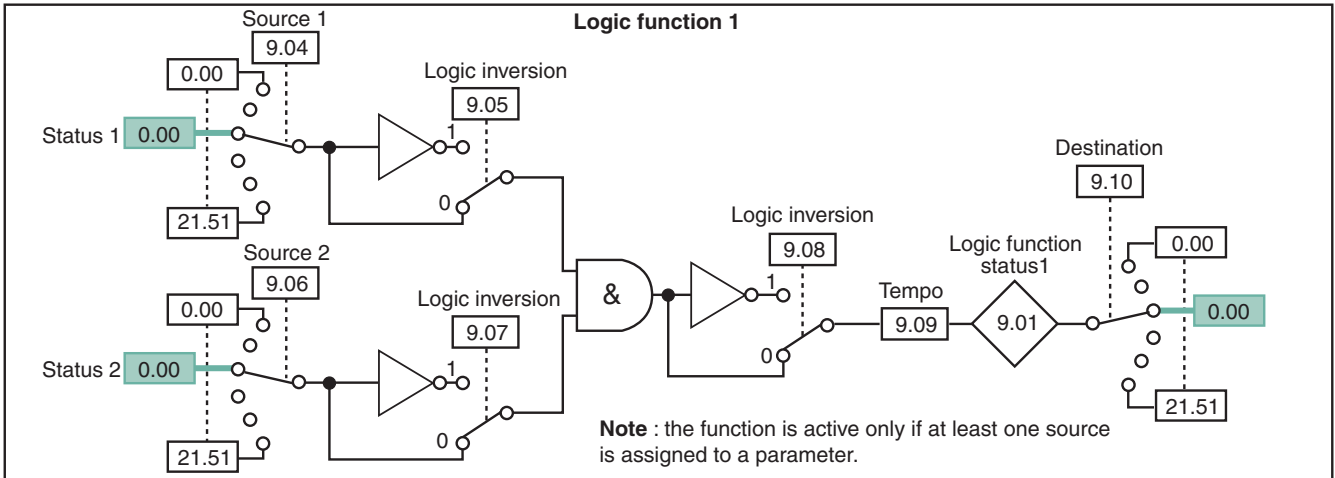 Logic function 1
Source 1
9.04
0.00
Logic inversion
9.05
Status 1 0.00
1
0
21.51
Source 2
9.06
0.00
Logic inversion
9.07
Status 2 0.00
1
0
21.51
&
Logic inversion
9.08
1
0
Tempo
9.09
Logic function
status1
9.01
Destination
9.10
0.00
0.00
21.51
Note : the function is active only if at least one source
is assigned to a parameter.